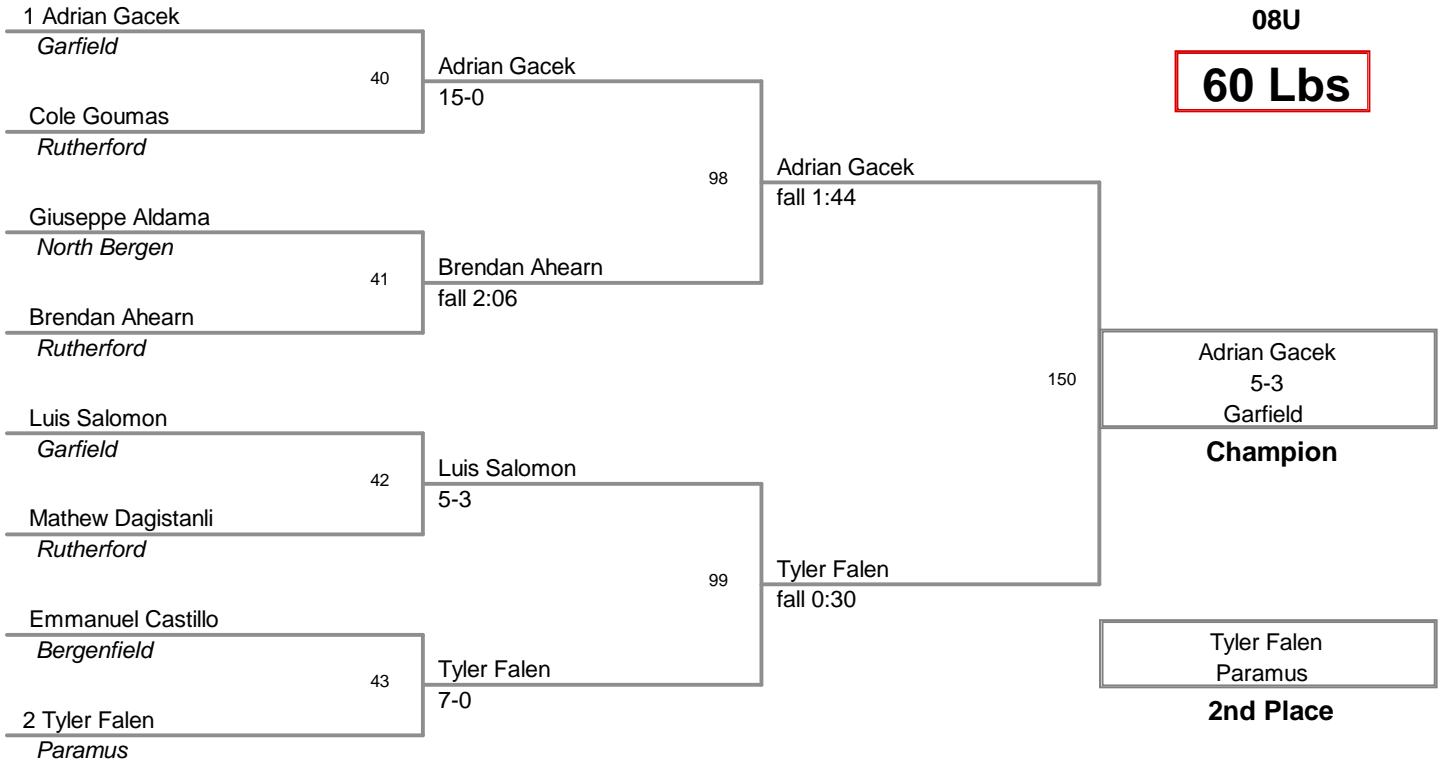 1 Adrian Gacek
Garfield
40
Adrian Gacek
15-0
Cole Goumas
Rutherford
98
Adrian Gacek
fall 1:44
Giuseppe Aldama
North Bergen
41
Brendan Ahearn
fall 2:06
Brendan Ahearn
Rutherford
150
Luis Salomon
Garfield
42
Luis Salomon
5-3
Mathew Dagistanli
Rutherford
99
Tyler Falen
fall 0:30
Emmanuel Castillo
Bergenfield
43
Tyler Falen
7-0
2 Tyler Falen
Paramus
08U
60 Lbs
Adrian Gacek
5-3
Garfield
Champion
Tyler Falen
Paramus
2nd Place